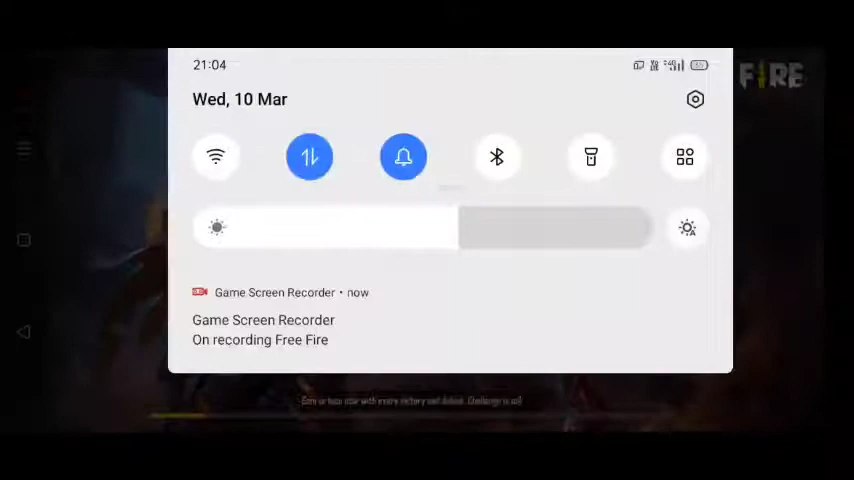 21:04
FIRE
Wed, 10 Mar
Game Screen Recorder • now
Game Screen Recorder
On recording Free Fire